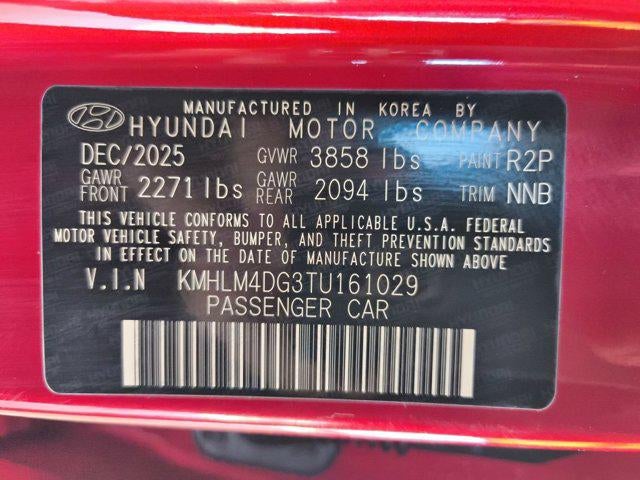 MANUFACTURED IN KOREA BY
HYUNDAI MOTOR COMPANY
DEC/2025 GVWR 3858 lbs PAINT R2P
GAWR FRONT 2271 lbs GAWR REAR 2094 lbs TRIM NNB
THIS VEHICLE CONFORMS TO ALL APPLICABLE U.S.A. FEDERAL
MOTOR VEHICLE SAFETY, BUMPER, AND THEFT PREVENTION STANDARDS
IN EFFECT ON THE DATE OF MANUFACTURE SHOWN ABOVE
V.I.N KMHLM4DG3TU161029
PASSENGER CAR